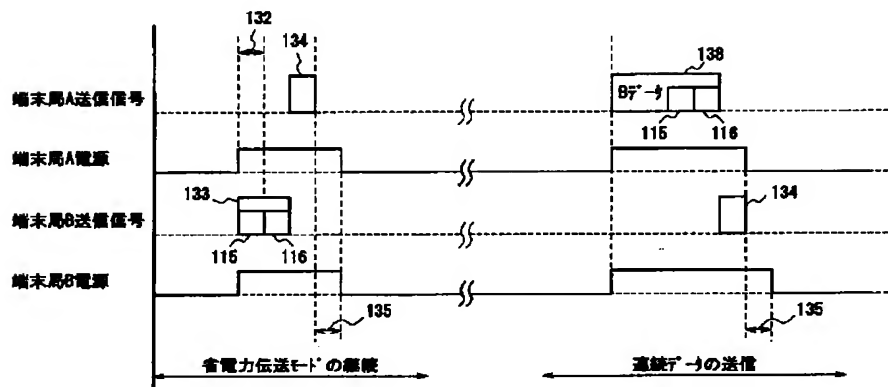 132
134
138
端末局A送信信号
Bデータ
115
116
端末局A電源
133
134
端末局B送信信号
115
116
端末局B電源
135
135
省電力伝送モードの継続
連続データの送信